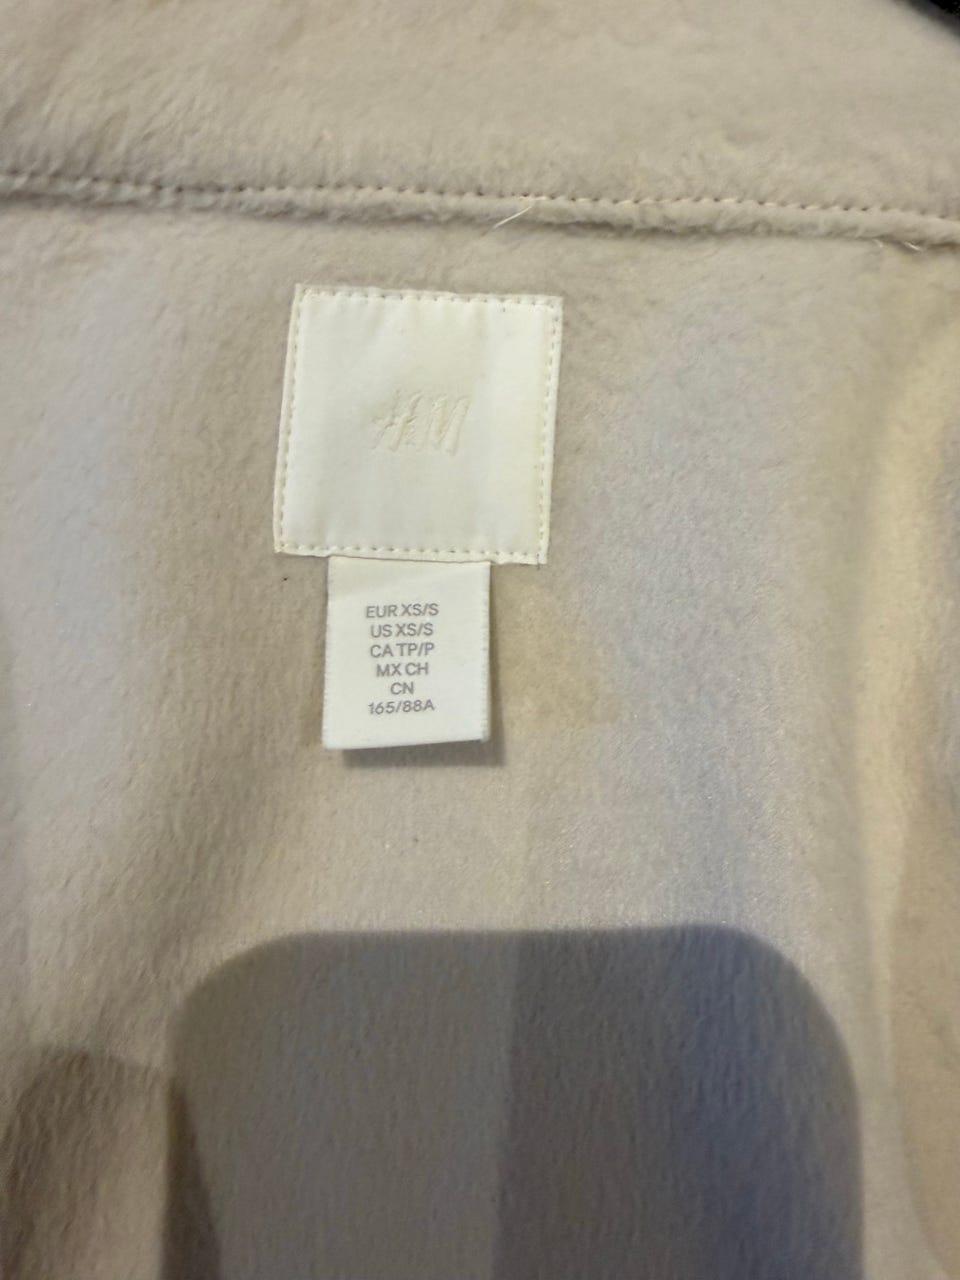 H&M
EUR XS/S
US XS/S
CA TP/P
MX CH
CN
165/88A